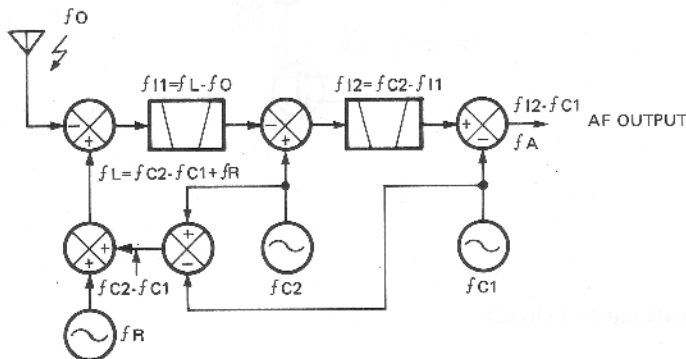 fO
fI1=fL-fO
fI2=fC2-fI1
fI2-fC1
AF OUTPUT
fA
fL=fC2-fC1+fR
fC2-fC1
fC2
fC1
fR